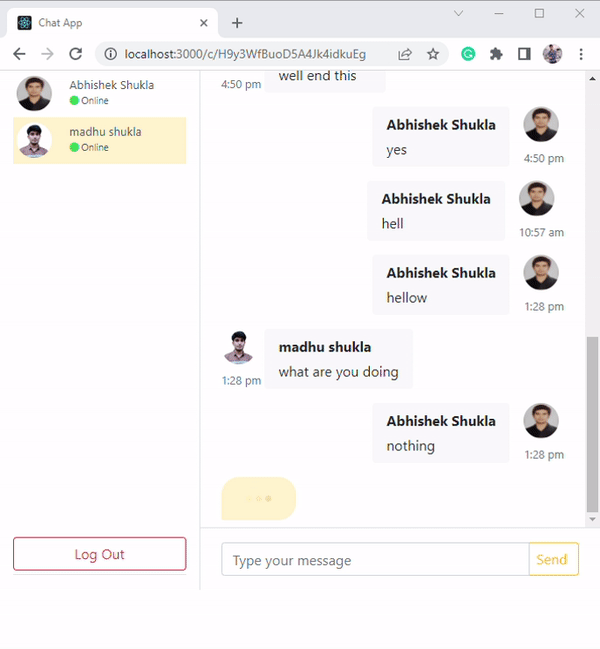 Chat App
localhost:3000/c/H9y3WfBuoD5A4Jk4idkuEg
Abhishek Shukla
Online
madhu shukla
Online
well end this
4:50 pm
Abhishek Shukla
yes
4:50 pm
Abhishek Shukla
hell
10:57 am
Abhishek Shukla
hellow
1:28 pm
madhu shukla
what are you doing
1:28 pm
Abhishek Shukla
nothing
1:28 pm
Log Out
Type your message
Send